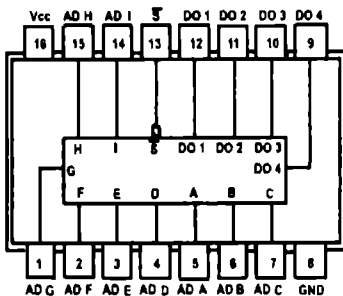 Vcc AD H AD I S DO 1 DO 2 DO 3 DO 4
16 15 14 13 12 11 10 9
H I S DO 1 DO 2 DO 3
G DO 4
F E D A B C
1 2 3 4 5 6 7 8
AD G AD F AD E AD D AD A AD B AD C GND